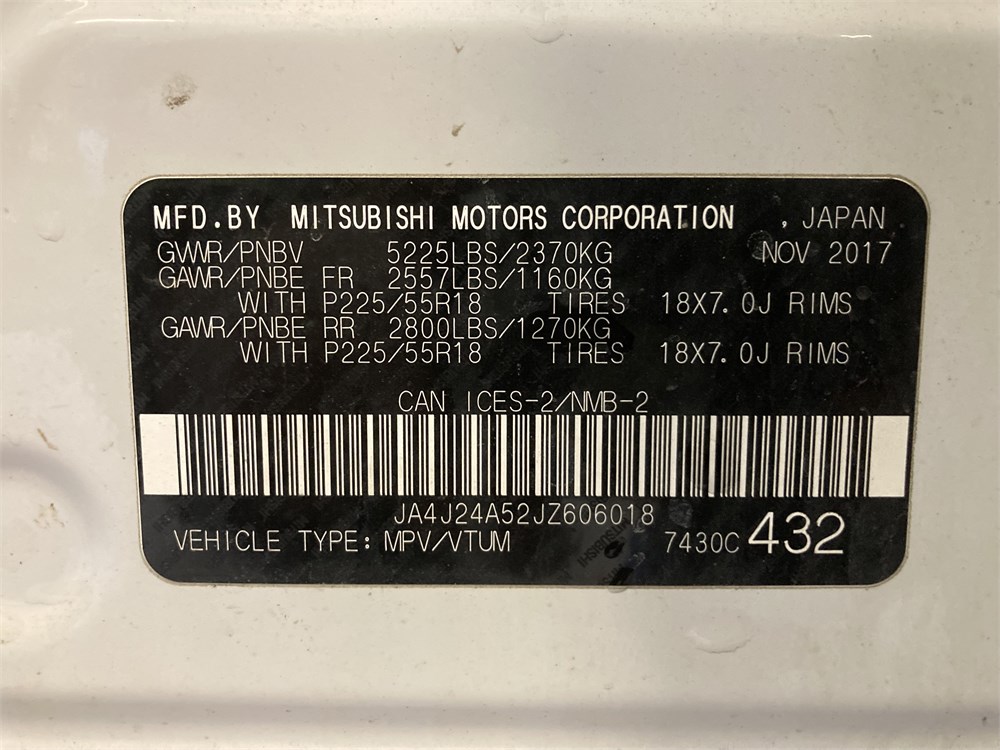 MFD.BY MITSUBISHI MOTORS CORPORATION , JAPAN
GVWR/PNBV 5225LBS/2370KG NOV 2017
GAWR/PNBE FR 2557LBS/1160KG
WITH P225/55R18 TIRES 18X7.0J RIMS
GAWR/PNBE RR 2800LBS/1270KG
WITH P225/55R18 TIRES 18X7.0J RIMS
CAN ICES-2/NMB-2
JA4J24A52JZ606018
VEHICLE TYPE: MPV/VTUM 7430C 432